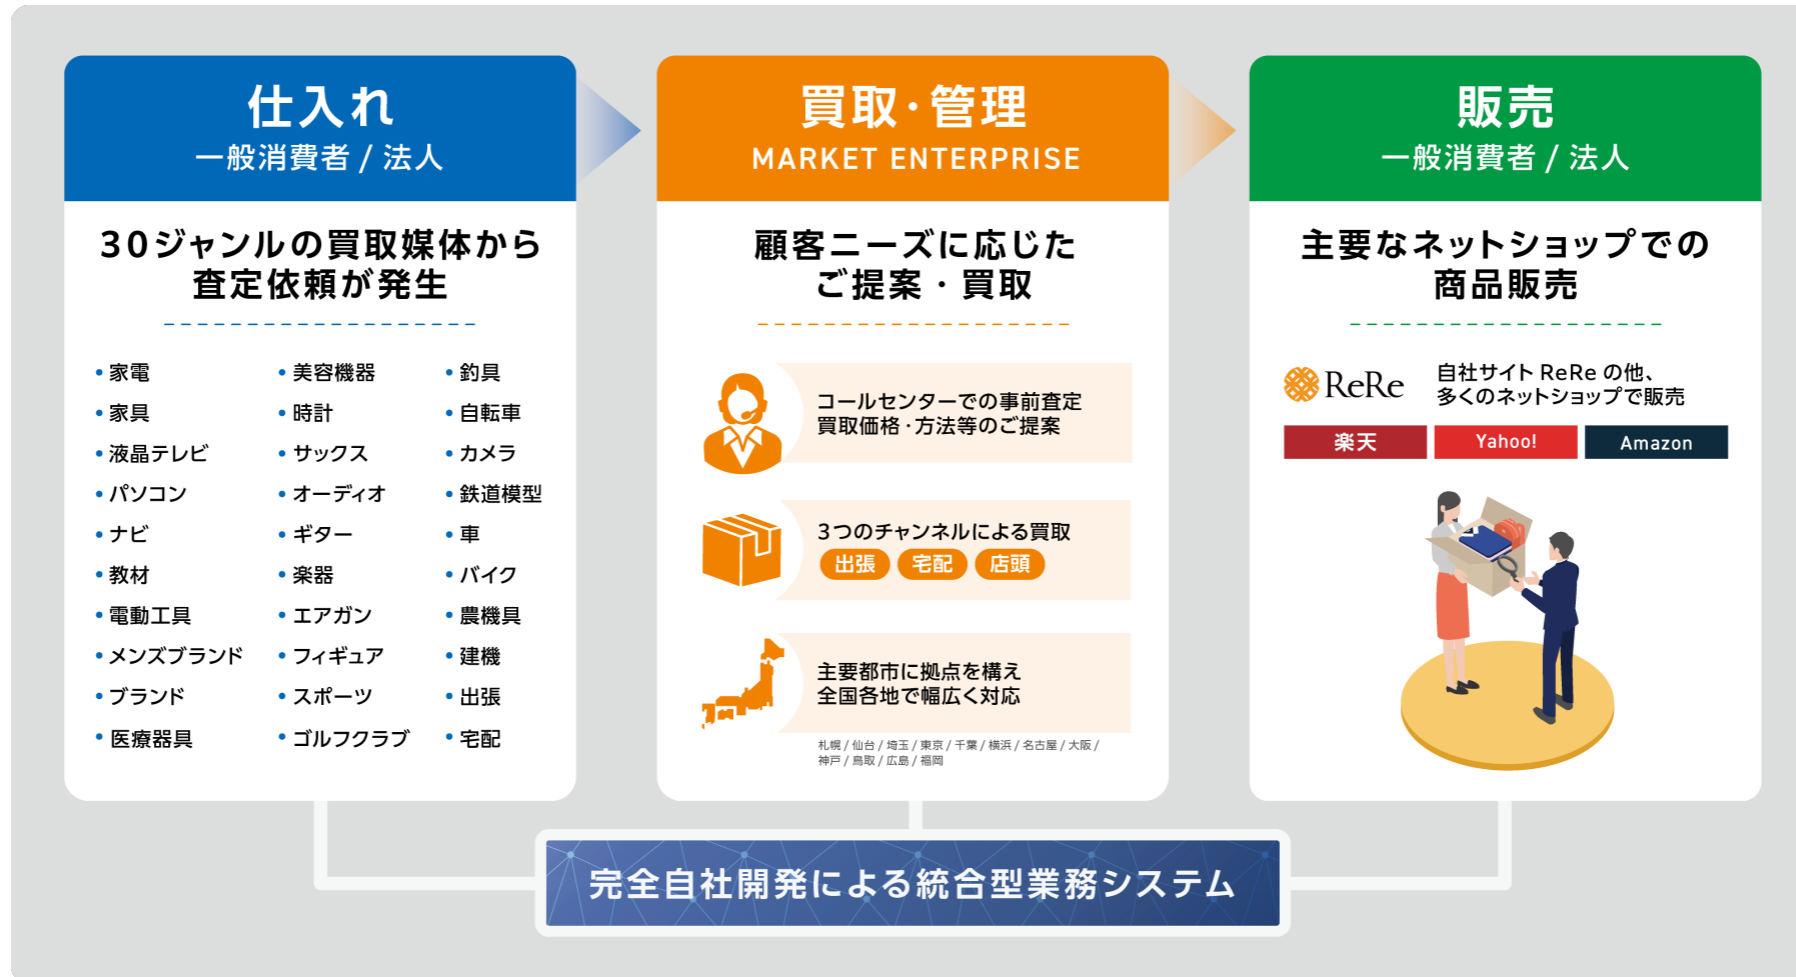 仕入れ
一般消費者 / 法人
30ジャンルの買取媒体から
査定依頼が発生
・家電
・家具
・液晶テレビ
・パソコン
・ナビ
・教材
・電動工具
・メンズブランド
・ブランド
・医療器具
・美容機器
・時計
・サックス
・オーディオ
・ギター
・楽器
・エアガン
・フィギュア
・スポーツ
・ゴルフクラブ
・釣具
・自転車
・カメラ
・鉄道模型
・車
・バイク
・農機具
・建機
・出張
・宅配
買取・管理
MARKET ENTERPRISE
顧客ニーズに応じた
ご提案・買取
コールセンターでの事前査定
買取価格・方法等のご提案
3つのチャンネルによる買取
出張 宅配 店頭
主要都市に拠点を構え
全国各地で幅広く対応
札幌 / 仙台 / 埼玉 / 東京 / 千葉 / 横浜 / 名古屋 / 大阪 /
神戸 / 鳥取 / 広島 / 福岡
販売
一般消費者 / 法人
主要なネットショップでの
商品販売
ReRe
自社サイト ReRe の他、
多くのネットショップで販売
楽天 Yahoo! Amazon
完全自社開発による統合型業務システム